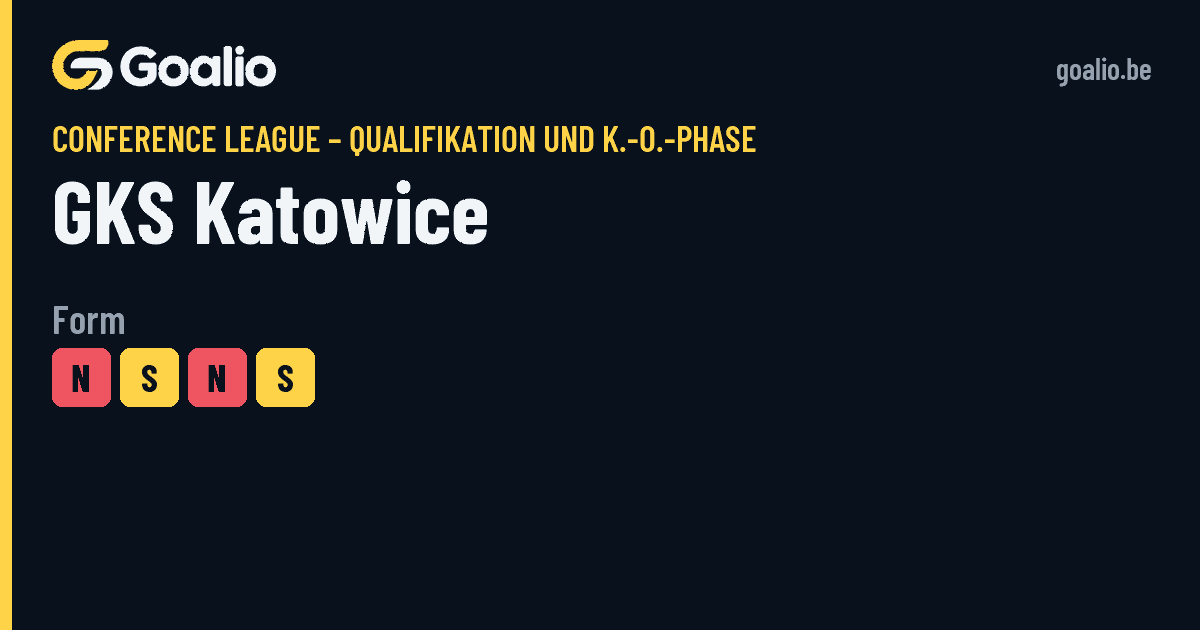 Goalio
goalio.be
CONFERENCE LEAGUE – QUALIFIKATION UND K.-O.-PHASE
GKS Katowice
Form
N S N S